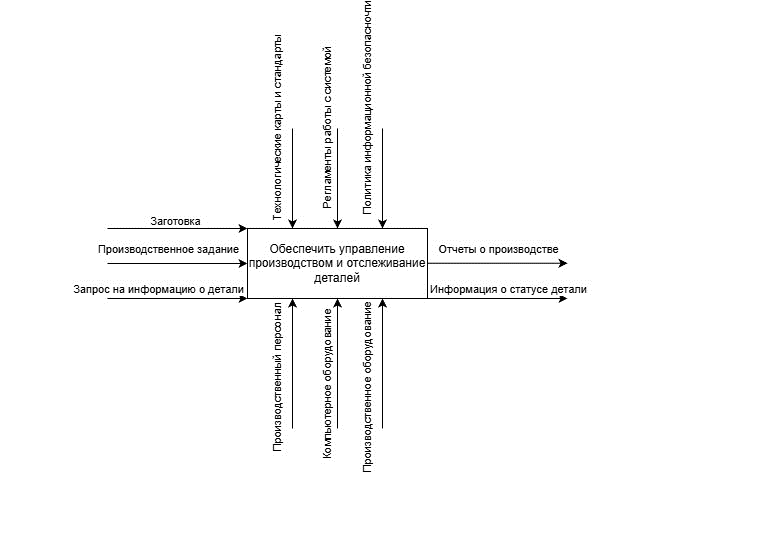 Технологические карты и стандарты
Регламенты работы с системой
Политика информационной безопасночти
Заготовка
Производственное задание
Запрос на информацию о детали
Обеспечить управление
производством и отслеживание
деталей
Отчеты о производстве
Информация о статусе детали
Производственный персонал
Компьютерное оборудование
Производственное оборудование